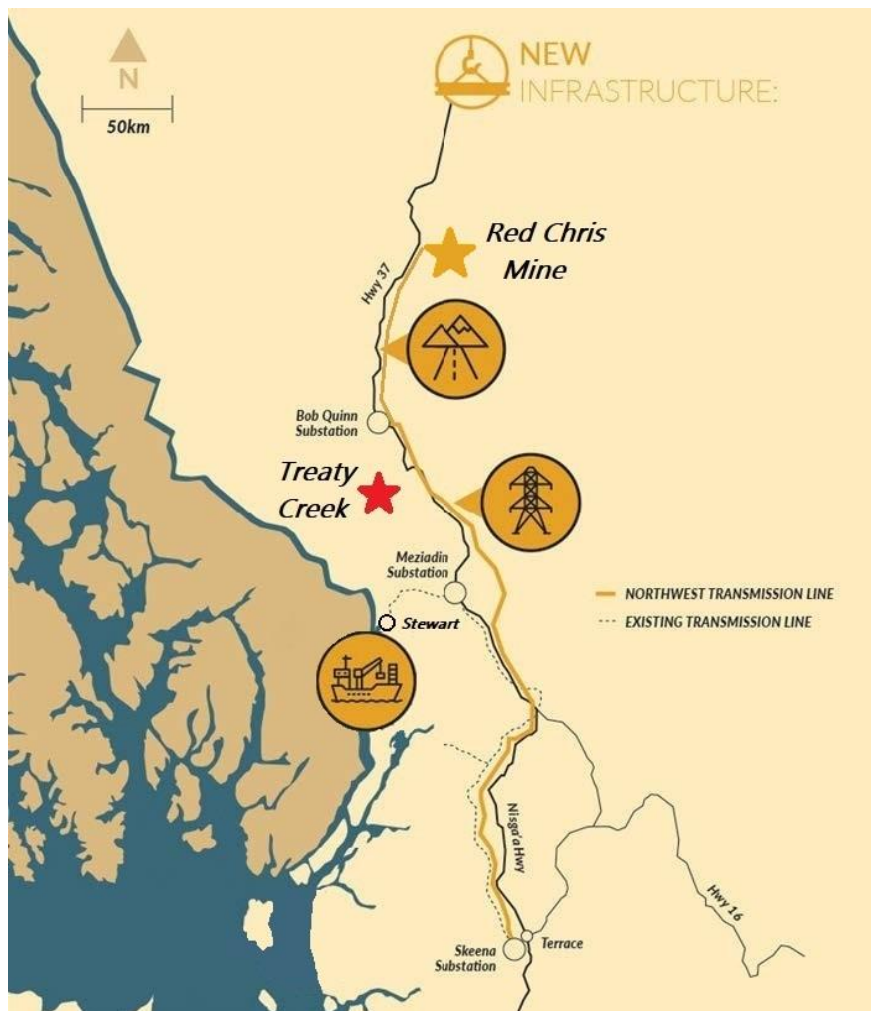 NEW
INFRASTRUCTURE:
N
50km
Red Chris
Mine
Hwy 37
Bob Quinn
Substation
Treaty
Creek
Meziadin
Substation
NORTHWEST TRANSMISSION LINE
EXISTING TRANSMISSION LINE
Stewart
Nisga'a Hwy
Hwy 16
Terrace
Skeena
Substation